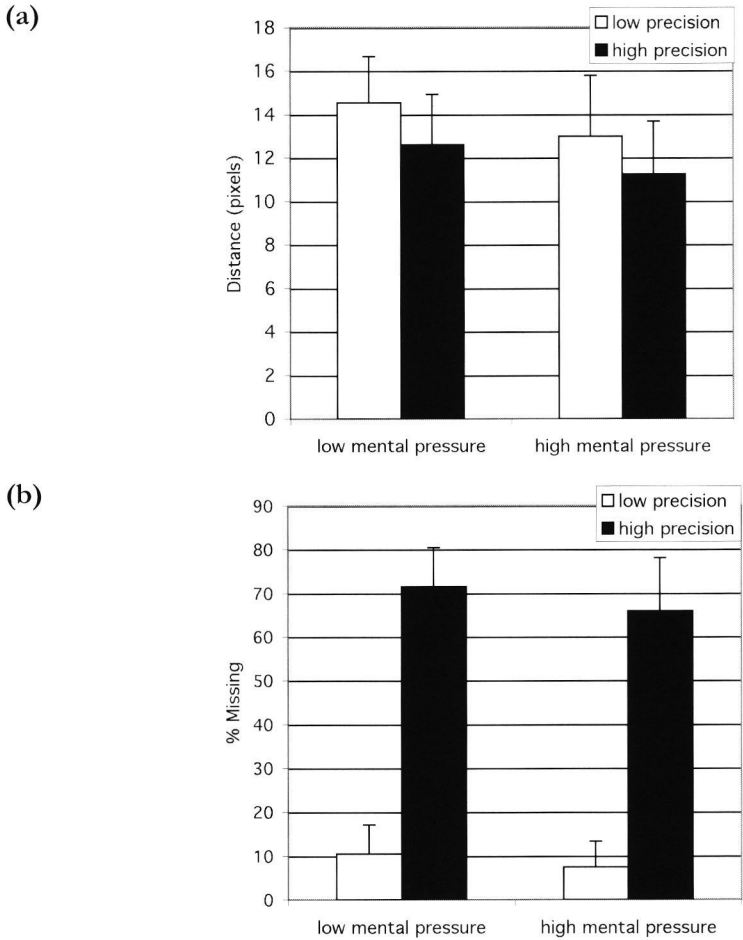 (a)
low precision
high precision
18
16
14
12
10
8
6
4
2
0
Distance (pixels)
low mental pressure high mental pressure
(b)
low precision
high precision
90
80
70
60
50
40
30
20
10
0
% Missing
low mental pressure high mental pressure